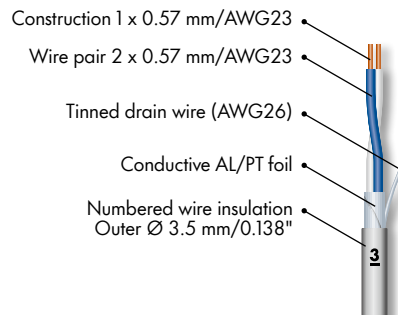 Construction 1 x 0.57 mm/AWG23
Wire pair 2 x 0.57 mm/AWG23
Tinned drain wire (AWG26)
Conductive AL/PT foil
Numbered wire insulation
Outer Ø 3.5 mm/0.138"
3